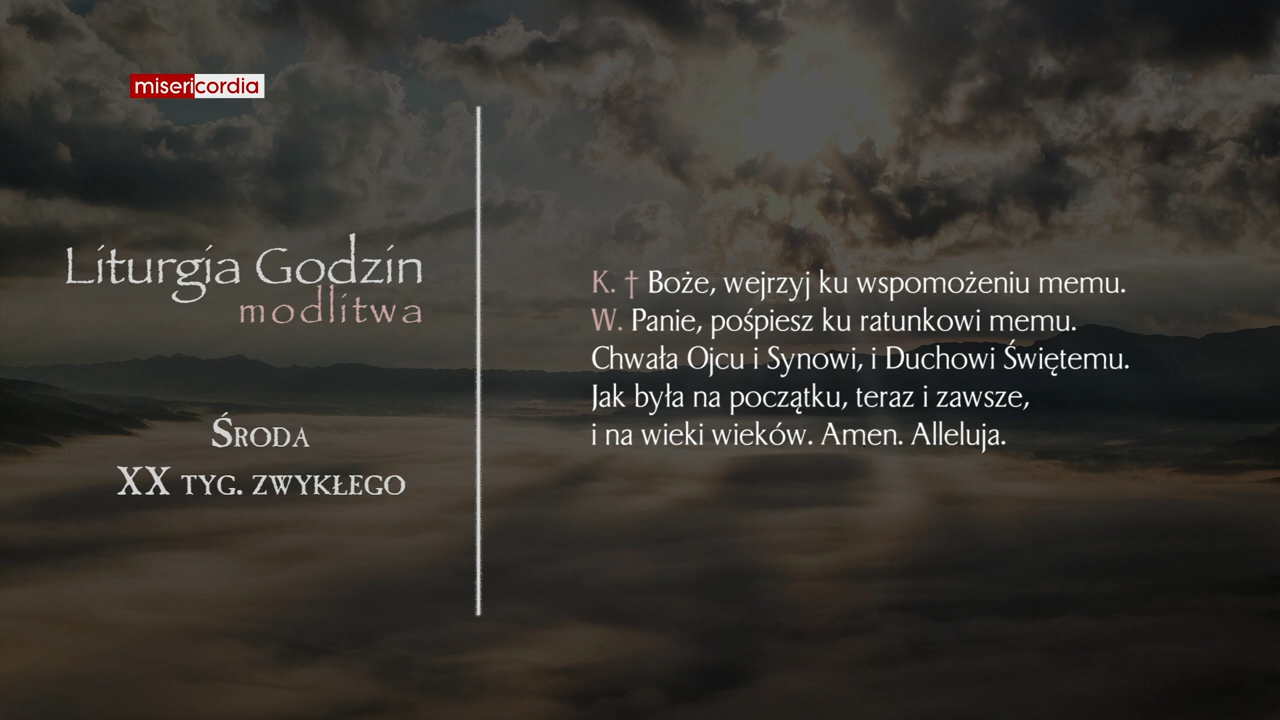 misericordia
Liturgia Godzin
modlitwa
Środa
XX tyg. zwykłego
K. † Boże, wejrzyj ku wspomożeniu memu.
W. Panie, pośpiesz ku ratunkowi memu.
Chwała Ojcu i Synowi, i Duchowi Świętemu.
Jak była na początku, teraz i zawsze,
i na wieki wieków. Amen. Alleluja.